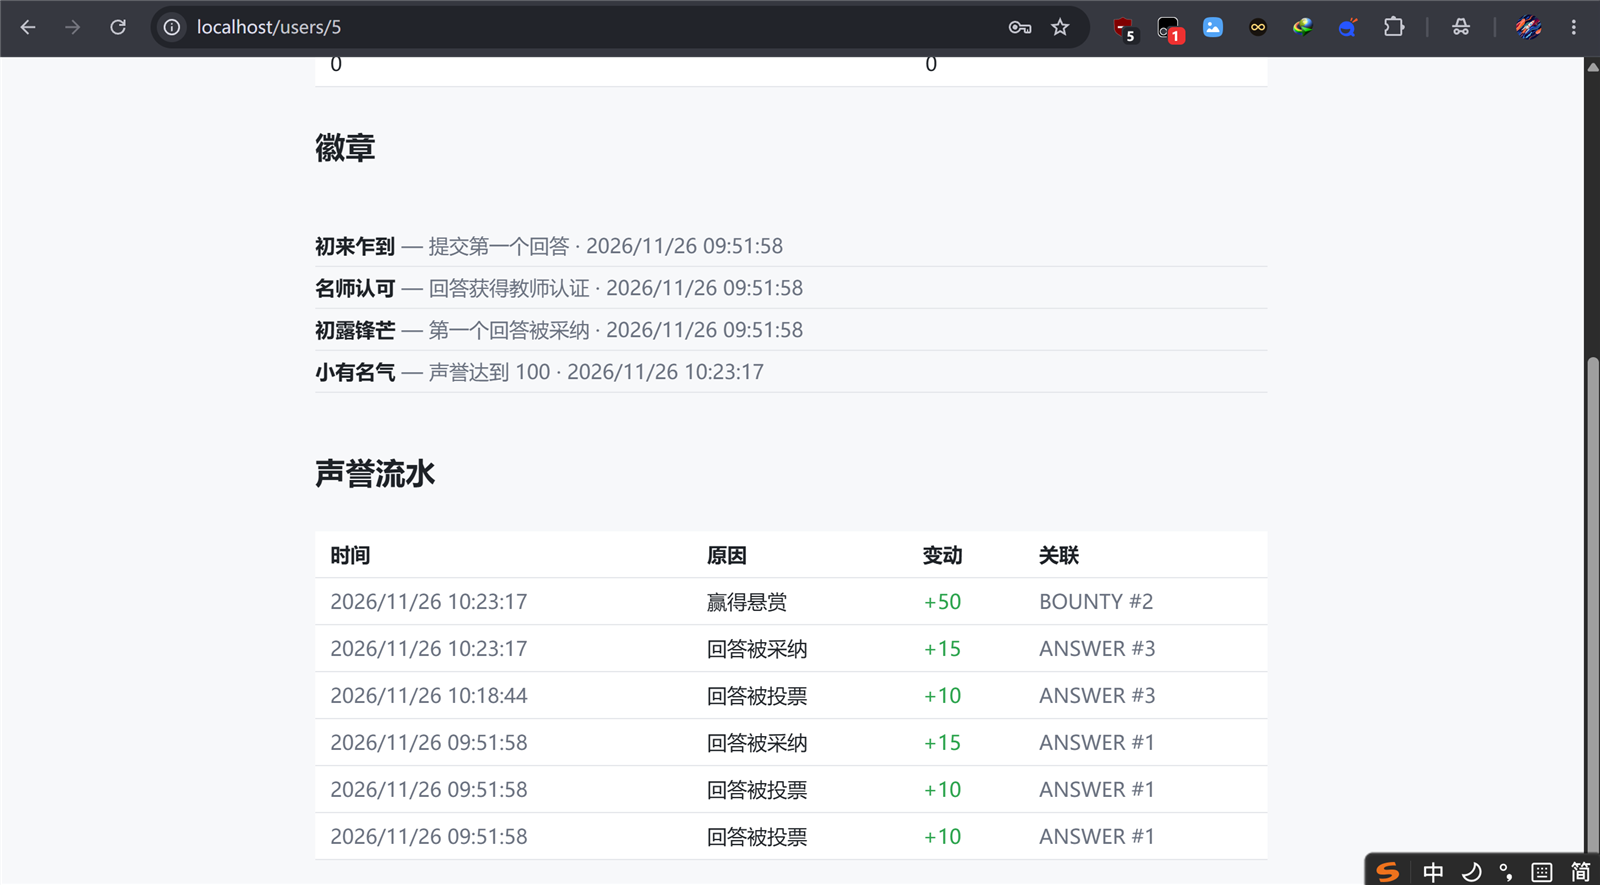 localhost/users/5
5
1
0 0
徽章
初来乍到 — 提交第一个回答 · 2026/11/26 09:51:58
名师认可 — 回答获得教师认证 · 2026/11/26 09:51:58
初露锋芒 — 第一个回答被采纳 · 2026/11/26 09:51:58
小有名气 — 声誉达到 100 · 2026/11/26 10:23:17
声誉流水
时间 原因 变动 关联
2026/11/26 10:23:17 赢得悬赏 +50 BOUNTY #2
2026/11/26 10:23:17 回答被采纳 +15 ANSWER #3
2026/11/26 10:18:44 回答被投票 +10 ANSWER #3
2026/11/26 09:51:58 回答被采纳 +15 ANSWER #1
2026/11/26 09:51:58 回答被投票 +10 ANSWER #1
2026/11/26 09:51:58 回答被投票 +10 ANSWER #1
S 中 °, 简